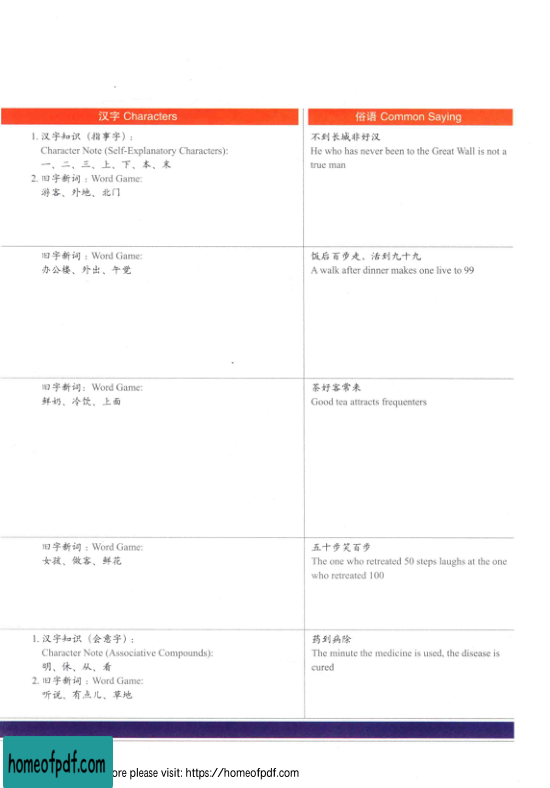 汉字 Characters
俗语 Common Saying
1. 汉字知识（指事字）:
Character Note (Self-Explanatory Characters):
一、二、三、上、下、本、末
2. 旧字新词：Word Game:
游客、外地、北门
不到长城非好汉
He who has never been to the Great Wall is not a
true man
旧字新词：Word Game:
办公楼、外出、午觉
饭后百步走，活到九十九
A walk after dinner makes one live to 99
旧字新词：Word Game:
鲜奶、冷饮、上面
茶好客常来
Good tea attracts frequenters
旧字新词：Word Game:
女孩、做客、鲜花
五十步笑百步
The one who retreated 50 steps laughs at the one
who retreated 100
1. 汉字知识（会意字）:
Character Note (Associative Compounds):
明、休、从、看
2. 旧字新词：Word Game:
听说、有点儿、草地
药到病除
The minute the medicine is used, the disease is
cured
homeofpdf.com
ore please visit: https://homeofpdf.com